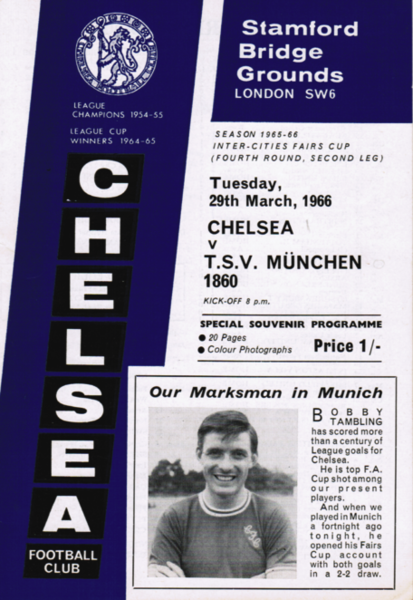 Stamford
Bridge
Grounds
LONDON SW6
LEAGUE
CHAMPIONS 1954-55
LEAGUE CUP
WINNERS 1964-65
CHELSEA
FOOTBALL
CLUB
SEASON 1965-66
INTER-CITIES FAIRS CUP
(FOURTH ROUND, SECOND LEG)
Tuesday,
29th March, 1966
CHELSEA
v
T.S.V. MÜNCHEN
1860
KICK-OFF 8 p.m.
SPECIAL SOUVENIR PROGRAMME
● 20 Pages
● Colour Photographs
Price 1/-
Our Marksman in Munich
BOBBY
TAMBLING
has scored more
than a century of
League goals for
Chelsea.
He is top F.A.
Cup shot among
our present
players.
And when we
played in Munich
a fortnight ago
tonight, he
opened his Fairs
Cup account
with both goals
in a 2-2 draw.